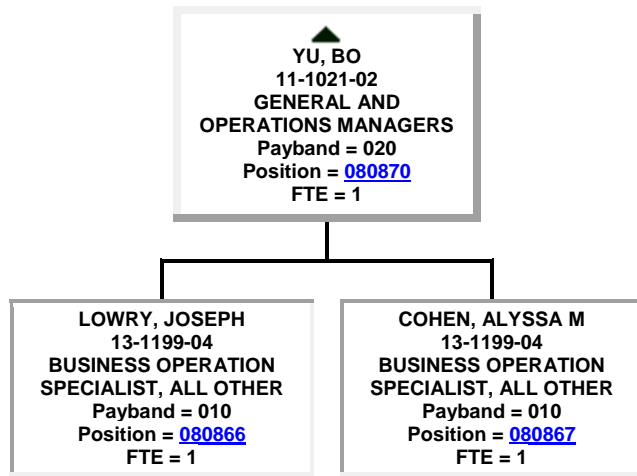 YU, BO
11-1021-02
GENERAL AND
OPERATIONS MANAGERS
Payband = 020
Position = 080870
FTE = 1
LOWRY, JOSEPH
13-1199-04
BUSINESS OPERATION
SPECIALIST, ALL OTHER
Payband = 010
Position = 080866
FTE = 1
COHEN, ALYSSA M
13-1199-04
BUSINESS OPERATION
SPECIALIST, ALL OTHER
Payband = 010
Position = 080867
FTE = 1